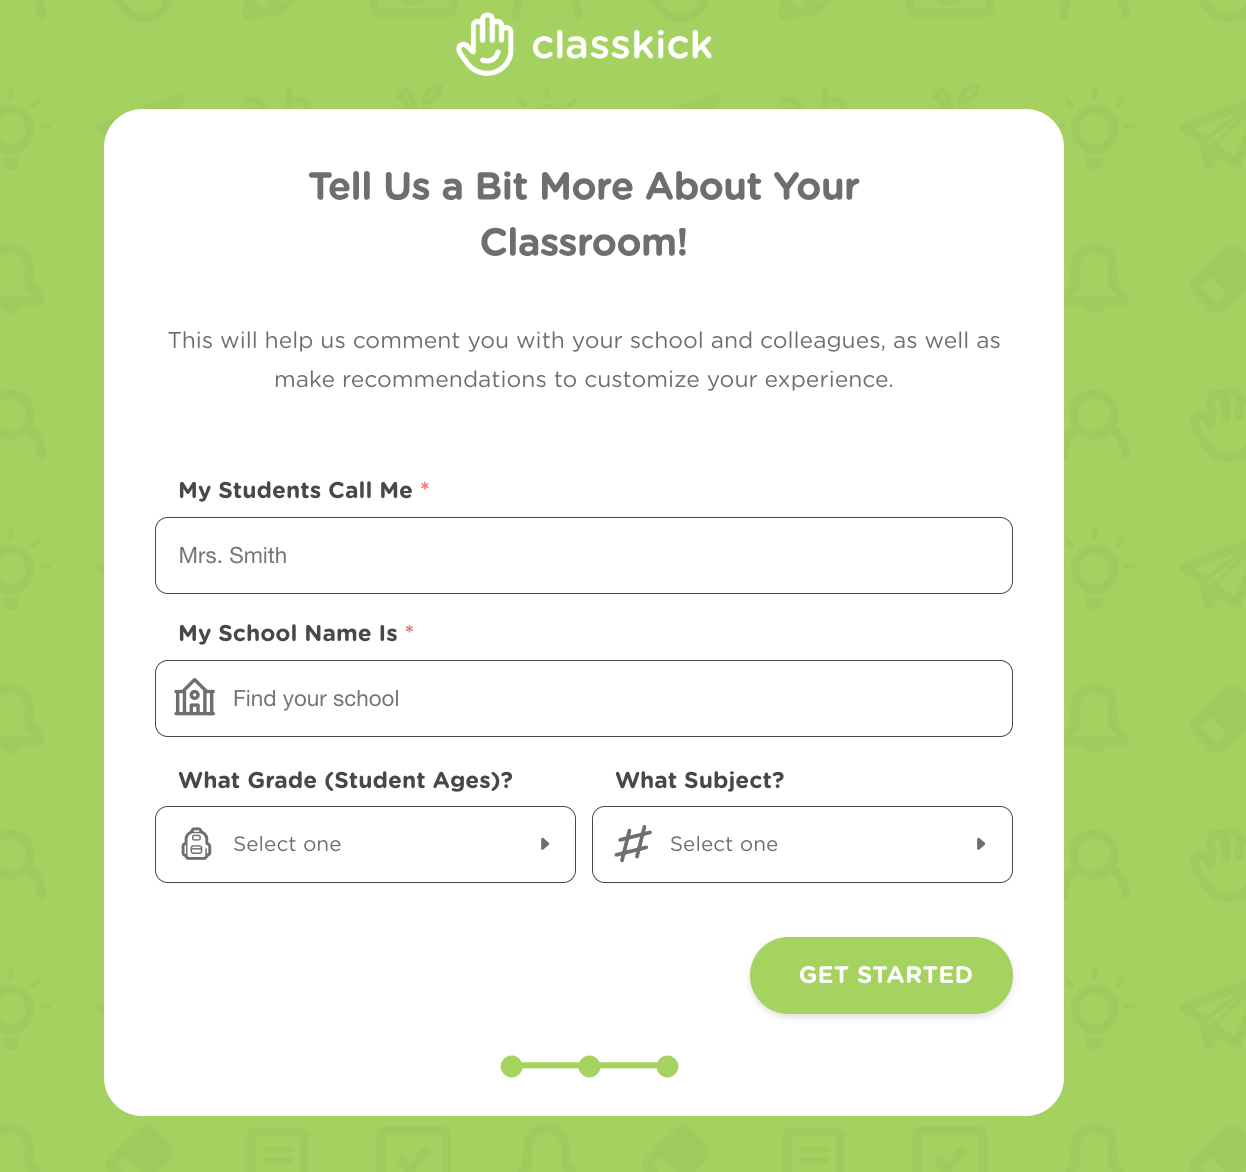 classkick
Tell Us a Bit More About Your
Classroom!
This will help us comment you with your school and colleagues, as well as
make recommendations to customize your experience.
My Students Call Me *
Mrs. Smith
My School Name Is *
Find your school
What Grade (Student Ages)? What Subject?
Select one Select one
GET STARTED